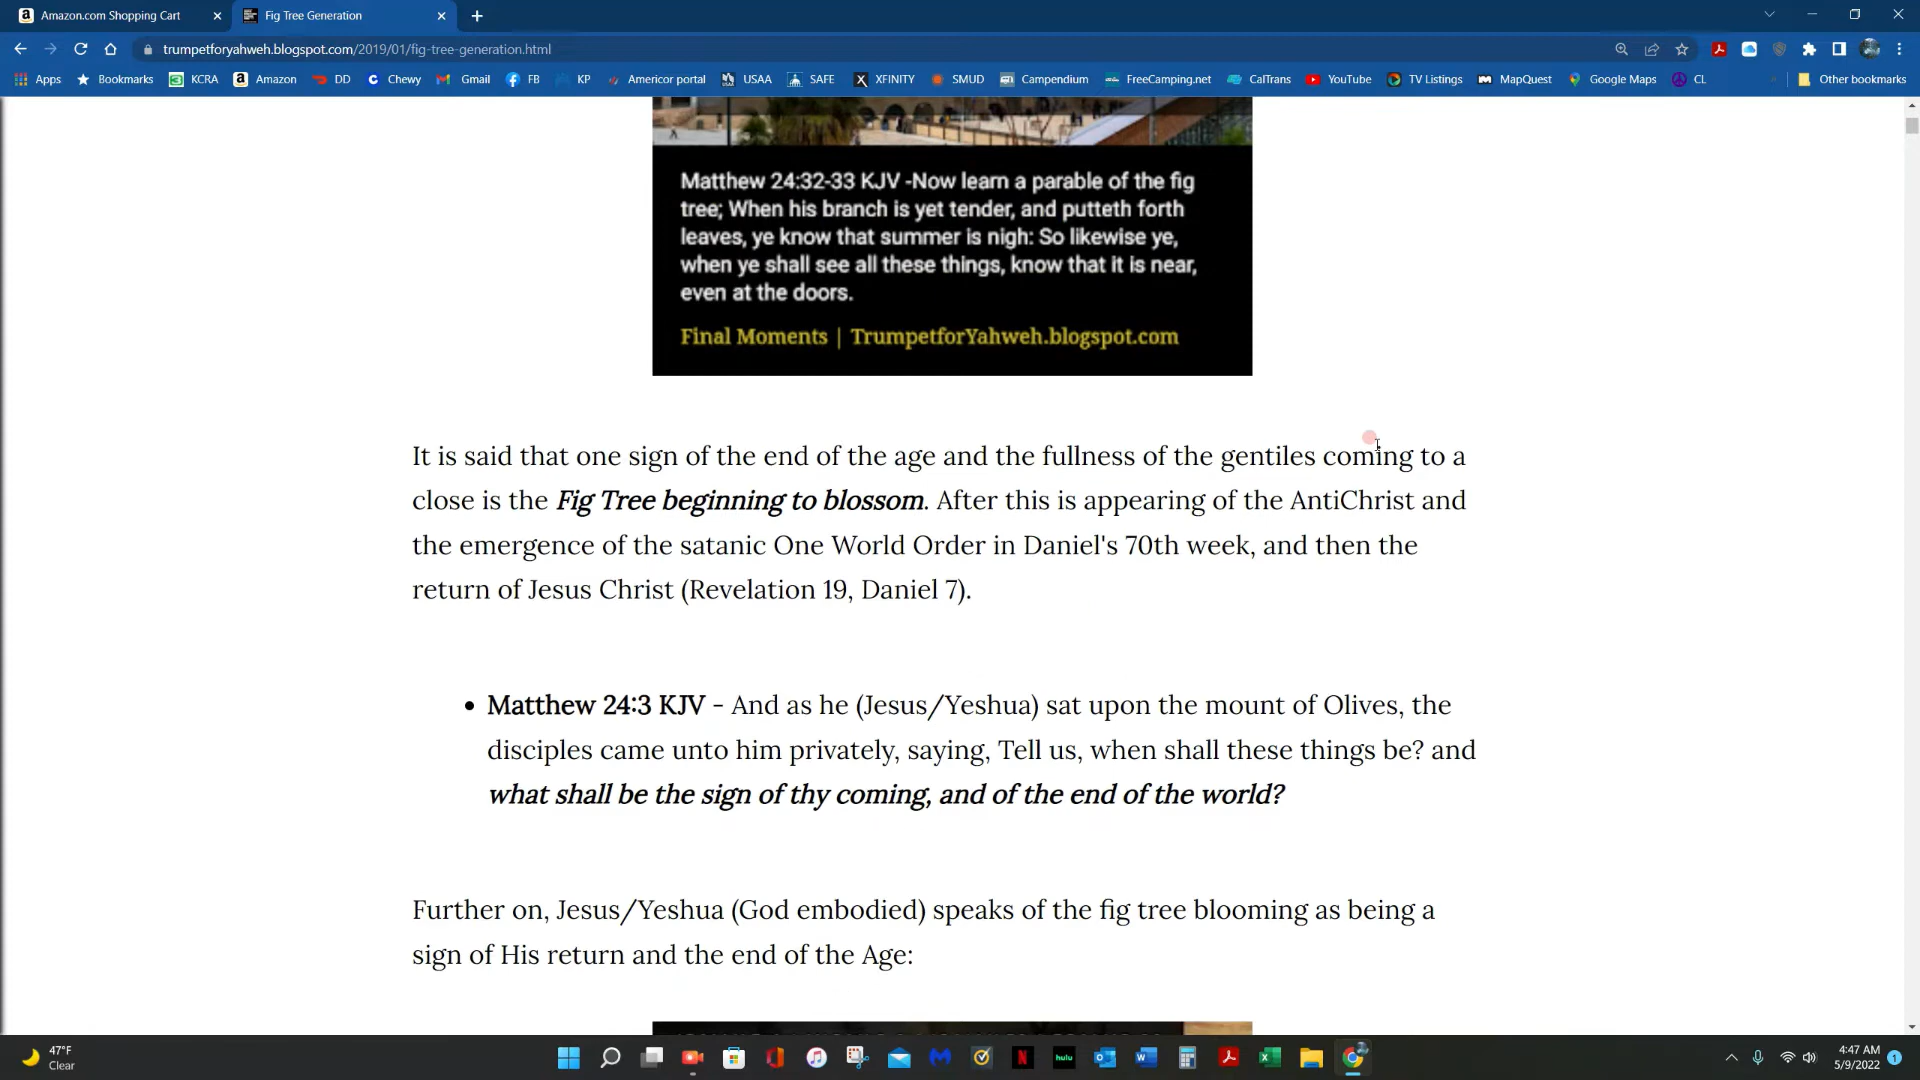 Amazon.com Shopping Cart
Fig Tree Generation
trumpetforyahweh.blogspot.com/2019/01/fig-tree-generation.html
Apps Bookmarks KCRA Amazon DD Chewy Gmail FB KP Americor portal USAA SAFE XFINITY SMUD Campendium FreeCamping.net CalTrans YouTube TV Listings MapQuest Google Maps CL Other bookmarks
Matthew 24:32-33 KJV -Now learn a parable of the fig
tree; When his branch is yet tender, and putteth forth
leaves, ye know that summer is nigh: So likewise ye,
when ye shall see all these things, know that it is near,
even at the doors.
Final Moments | TrumpetforYahweh.blogspot.com
It is said that one sign of the end of the age and the fullness of the gentiles coming to a
close is the Fig Tree beginning to blossom. After this is appearing of the AntiChrist and
the emergence of the satanic One World Order in Daniel's 70th week, and then the
return of Jesus Christ (Revelation 19, Daniel 7).
• Matthew 24:3 KJV - And as he (Jesus/Yeshua) sat upon the mount of Olives, the
disciples came unto him privately, saying, Tell us, when shall these things be? and
what shall be the sign of thy coming, and of the end of the world?
Further on, Jesus/Yeshua (God embodied) speaks of the fig tree blooming as being a
sign of His return and the end of the Age:
47°F
Clear
hulu
4:47 AM
5/9/2022
1